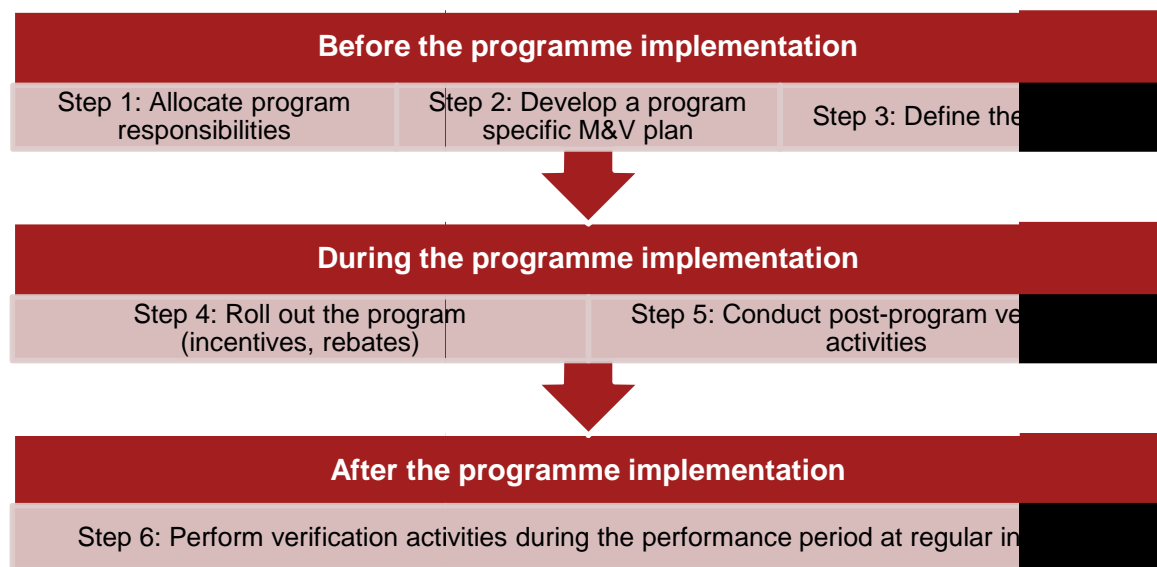 Before the programme implementation
Step 1: Allocate program
responsibilities
Step 2: Develop a program
specific M&V plan
Step 3: Define the
During the programme implementation
Step 4: Roll out the program
(incentives, rebates)
Step 5: Conduct post-program
activities
After the programme implementation
Step 6: Perform verification activities during the performance period at regular